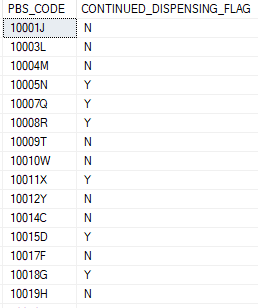 PBS_CODE CONTINUED_DISPENSING_FLAG
10001J N
10003L N
10004M N
10005N Y
10007Q Y
10008R Y
10009T N
10010W N
10011X Y
10012Y N
10014C N
10015D Y
10017F N
10018G Y
10019H N